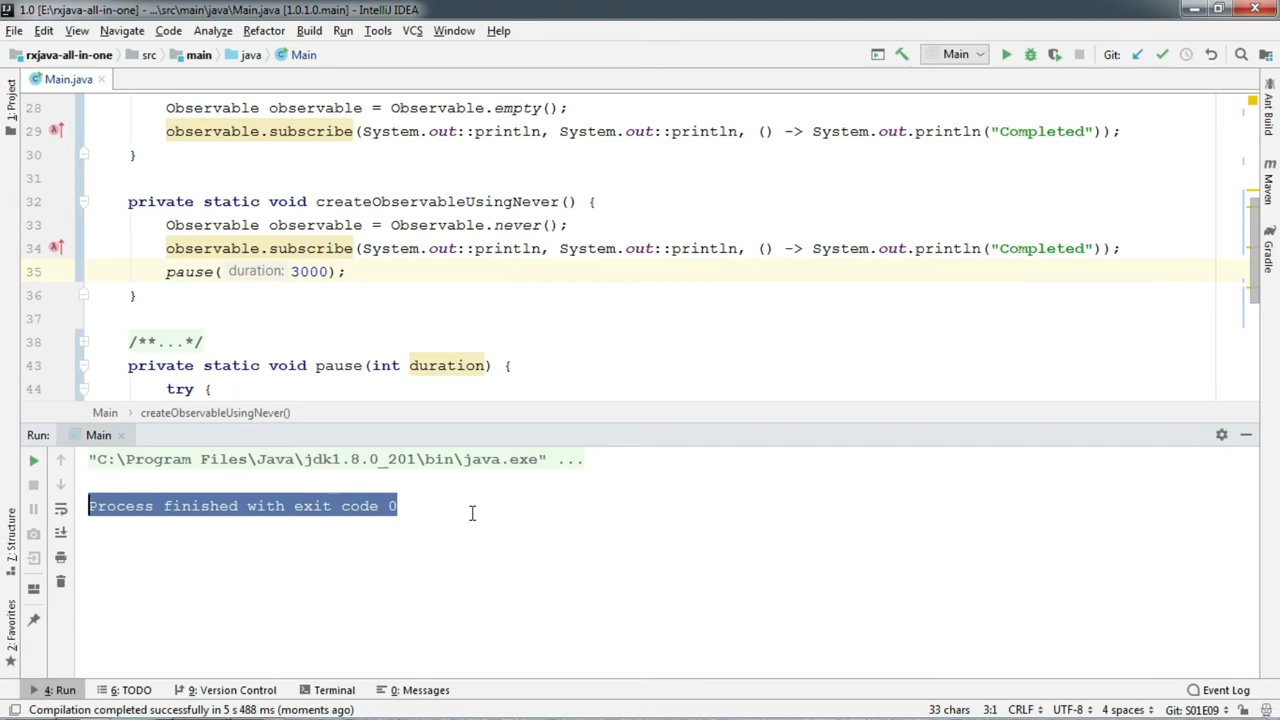 1.0 [E:\rxjava-all-in-one] - ...\src\main\java\Main.java [1.0.1.0.main] - IntelliJ IDEA
File Edit View Navigate Code Analyze Refactor Build Run Tools VCS Window Help
rxjava-all-in-one src main java Main Main Git:
Main.java
1: Project
Ant Build
Maven
Gradle
28 Observable observable = Observable.empty();
29 observable.subscribe(System.out::println, System.out::println, () -> System.out.println("Completed"));
30 }
31
32 private static void createObservableUsingNever() {
33 Observable observable = Observable.never();
34 observable.subscribe(System.out::println, System.out::println, () -> System.out.println("Completed"));
35 pause( duration: 3000);
36 }
37
38 /**...*/
43 private static void pause(int duration) {
44 try {
Main › createObservableUsingNever()
Run: Main
"C:\Program Files\Java\jdk1.8.0_201\bin\java.exe" ...
Process finished with exit code 0
7: Structure
2: Favorites
4: Run 6: TODO 9: Version Control Terminal 0: Messages Event Log
Compilation completed successfully in 5 s 488 ms (moments ago) 33 chars 3:1 CRLF UTF-8 4 spaces Git: S01E09